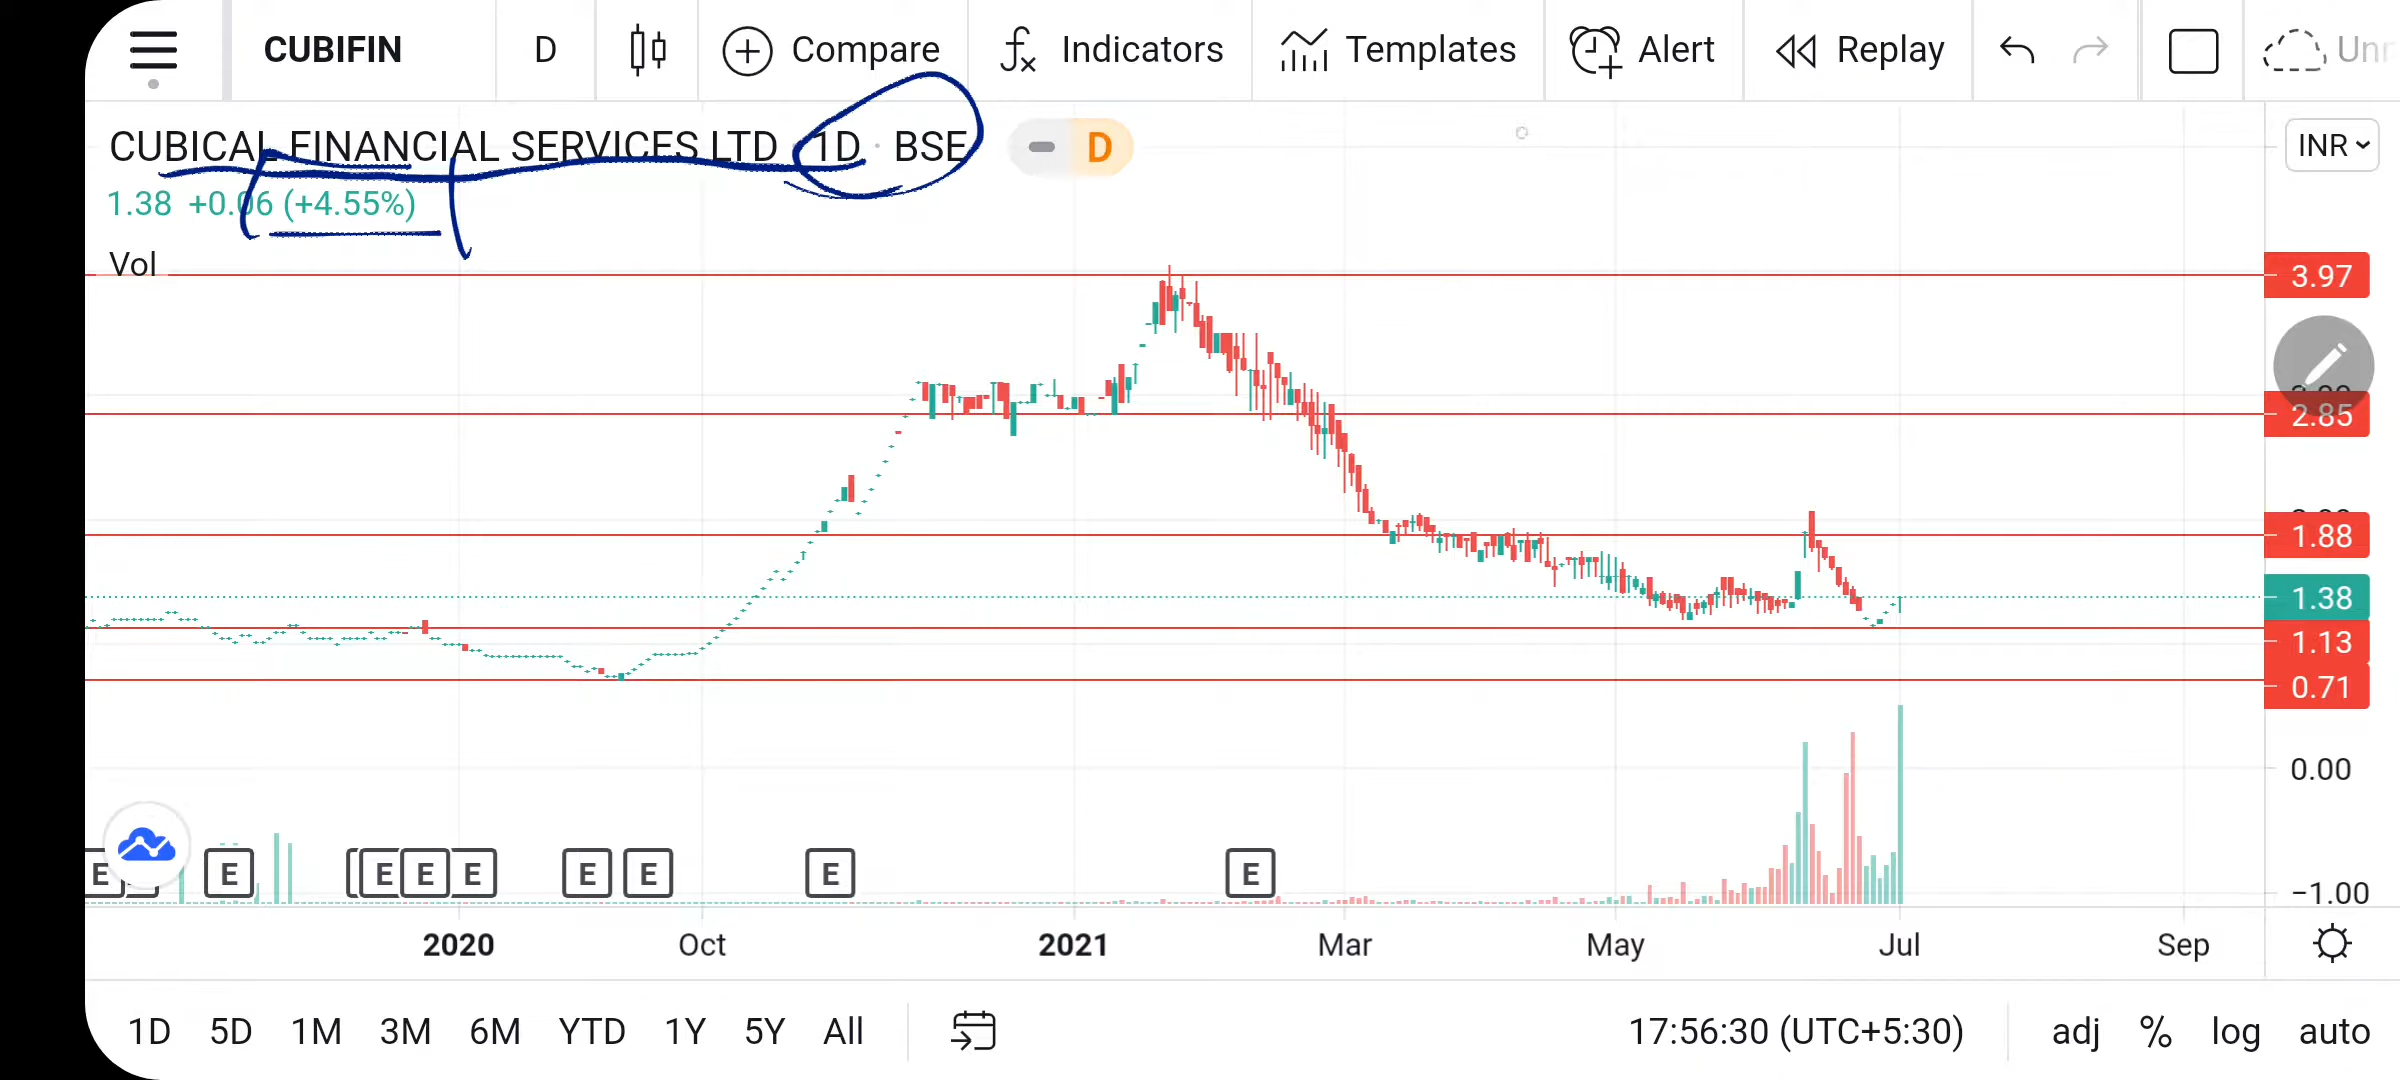 CUBIFIN D Compare Indicators Templates Alert Replay Unn
CUBICAL FINANCIAL SERVICES LTD · 1D · BSE D INR
1.38 +0.06 (+4.55%)
Vol
3.97
2.85
1.88
1.38
1.13
0.71
0.00
−1.00
E E E E E E E E E
2020 Oct 2021 Mar May Jul Sep
1D 5D 1M 3M 6M YTD 1Y 5Y All 17:56:30 (UTC+5:30) adj % log auto